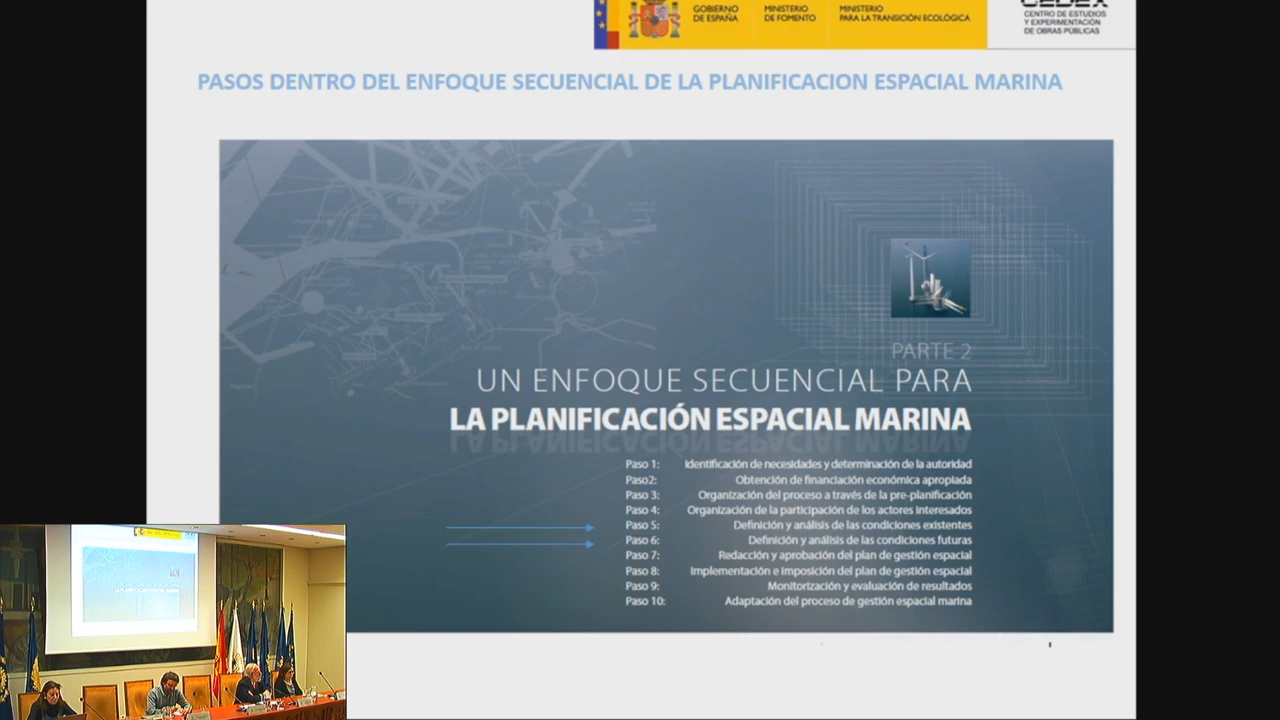 GOBIERNO
DE ESPAÑA
MINISTERIO
DE FOMENTO
MINISTERIO
PARA LA TRANSICIÓN ECOLÓGICA
CEDEX
CENTRO DE ESTUDIOS
Y EXPERIMENTACIÓN
DE OBRAS PÚBLICAS
PASOS DENTRO DEL ENFOQUE SECUENCIAL DE LA PLANIFICACION ESPACIAL MARINA
PARTE 2
UN ENFOQUE SECUENCIAL PARA
LA PLANIFICACIÓN ESPACIAL MARINA
Paso 1: Identificación de necesidades y determinación de la autoridad
Paso2: Obtención de financiación económica apropiada
Paso 3: Organización del proceso a través de la pre-planificación
Paso 4: Organización de la participación de los actores interesados
Paso 5: Definición y análisis de las condiciones existentes
Paso 6: Definición y análisis de las condiciones futuras
Paso 7: Redacción y aprobación del plan de gestión espacial
Paso 8: Implementación e imposición del plan de gestión espacial
Paso 9: Monitorización y evaluación de resultados
Paso 10: Adaptación del proceso de gestión espacial marina